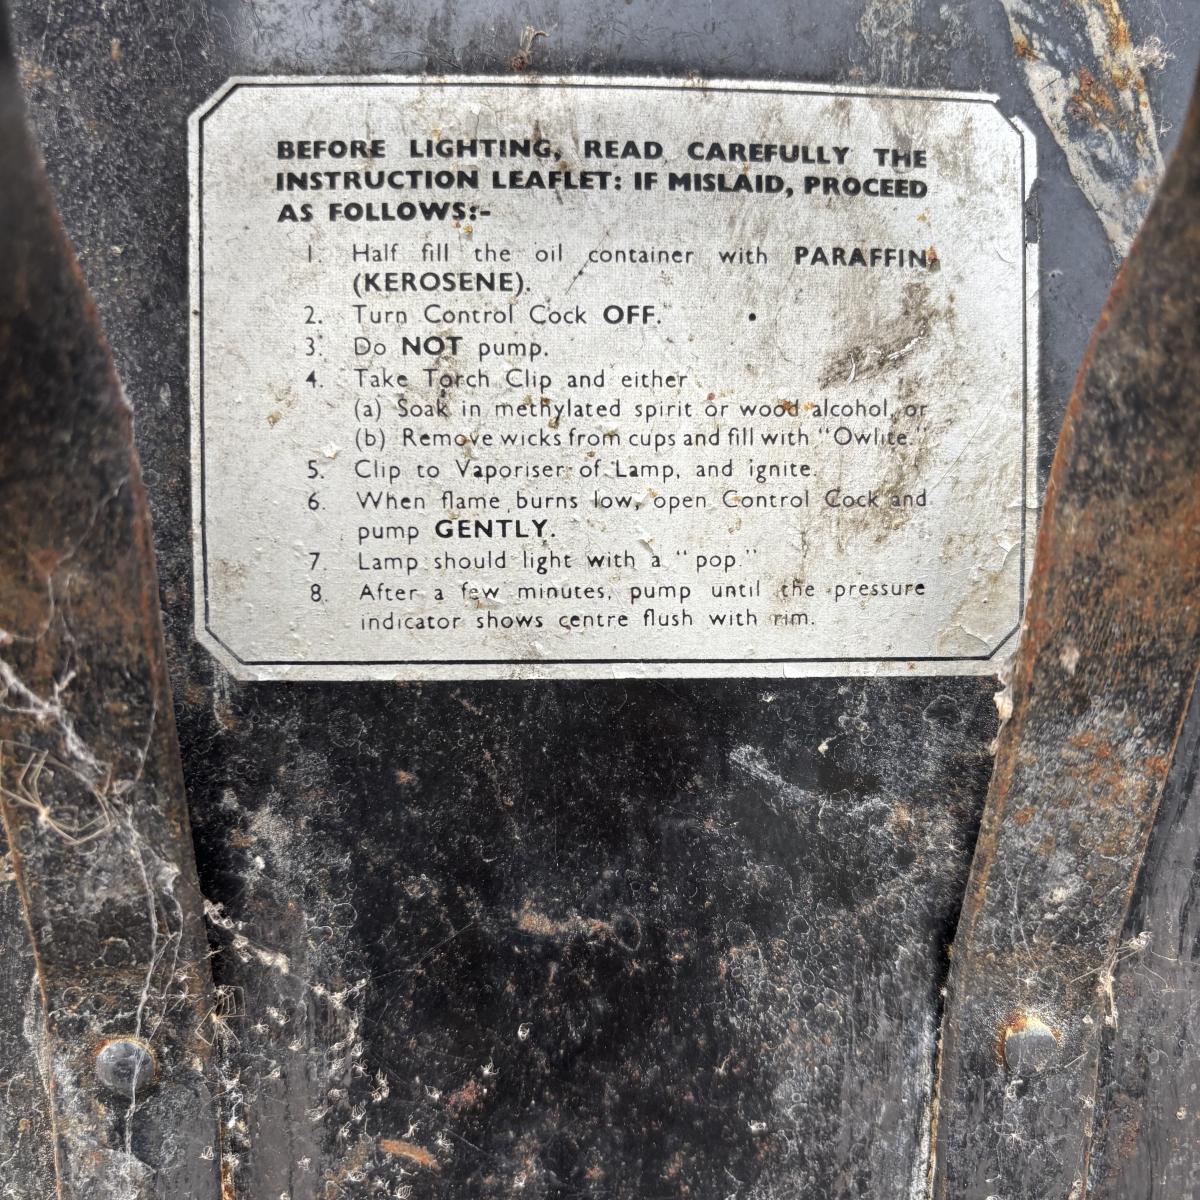 BEFORE LIGHTING, READ CAREFULLY THE
INSTRUCTION LEAFLET: IF MISLAID, PROCEED
AS FOLLOWS:-
1. Half fill the oil container with PARAFFIN
(KEROSENE).
2. Turn Control Cock OFF.
3. Do NOT pump.
4. Take Torch Clip and either
(a) Soak in methylated spirit or wood alcohol, or
(b) Remove wicks from cups and fill with "Owlite."
5. Clip to Vaporiser of Lamp, and ignite.
6. When flame burns low, open Control Cock and
pump GENTLY.
7. Lamp should light with a "pop."
8. After a few minutes, pump until the pressure
indicator shows centre flush with rim.